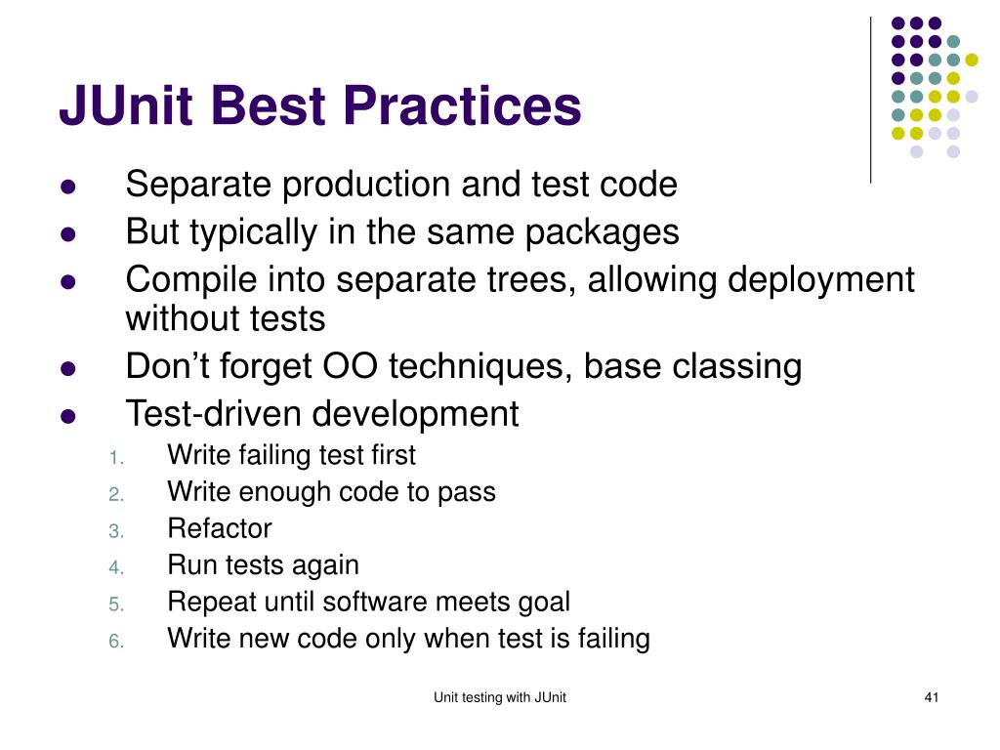 JUnit Best Practices
● Separate production and test code
● But typically in the same packages
● Compile into separate trees, allowing deployment
without tests
● Don’t forget OO techniques, base classing
● Test-driven development
1. Write failing test first
2. Write enough code to pass
3. Refactor
4. Run tests again
5. Repeat until software meets goal
6. Write new code only when test is failing
Unit testing with JUnit 41